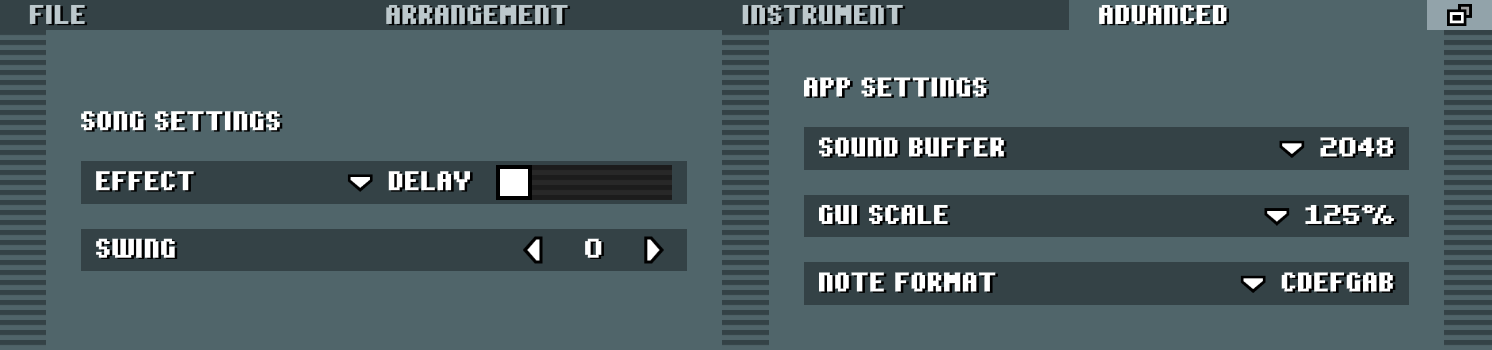 FILE ARRANGEMENT INSTRUMENT ADVANCED
SONG SETTINGS
EFFECT DELAY
SWING 0
APP SETTINGS
SOUND BUFFER 2048
GUI SCALE 125%
NOTE FORMAT CDEFGAB